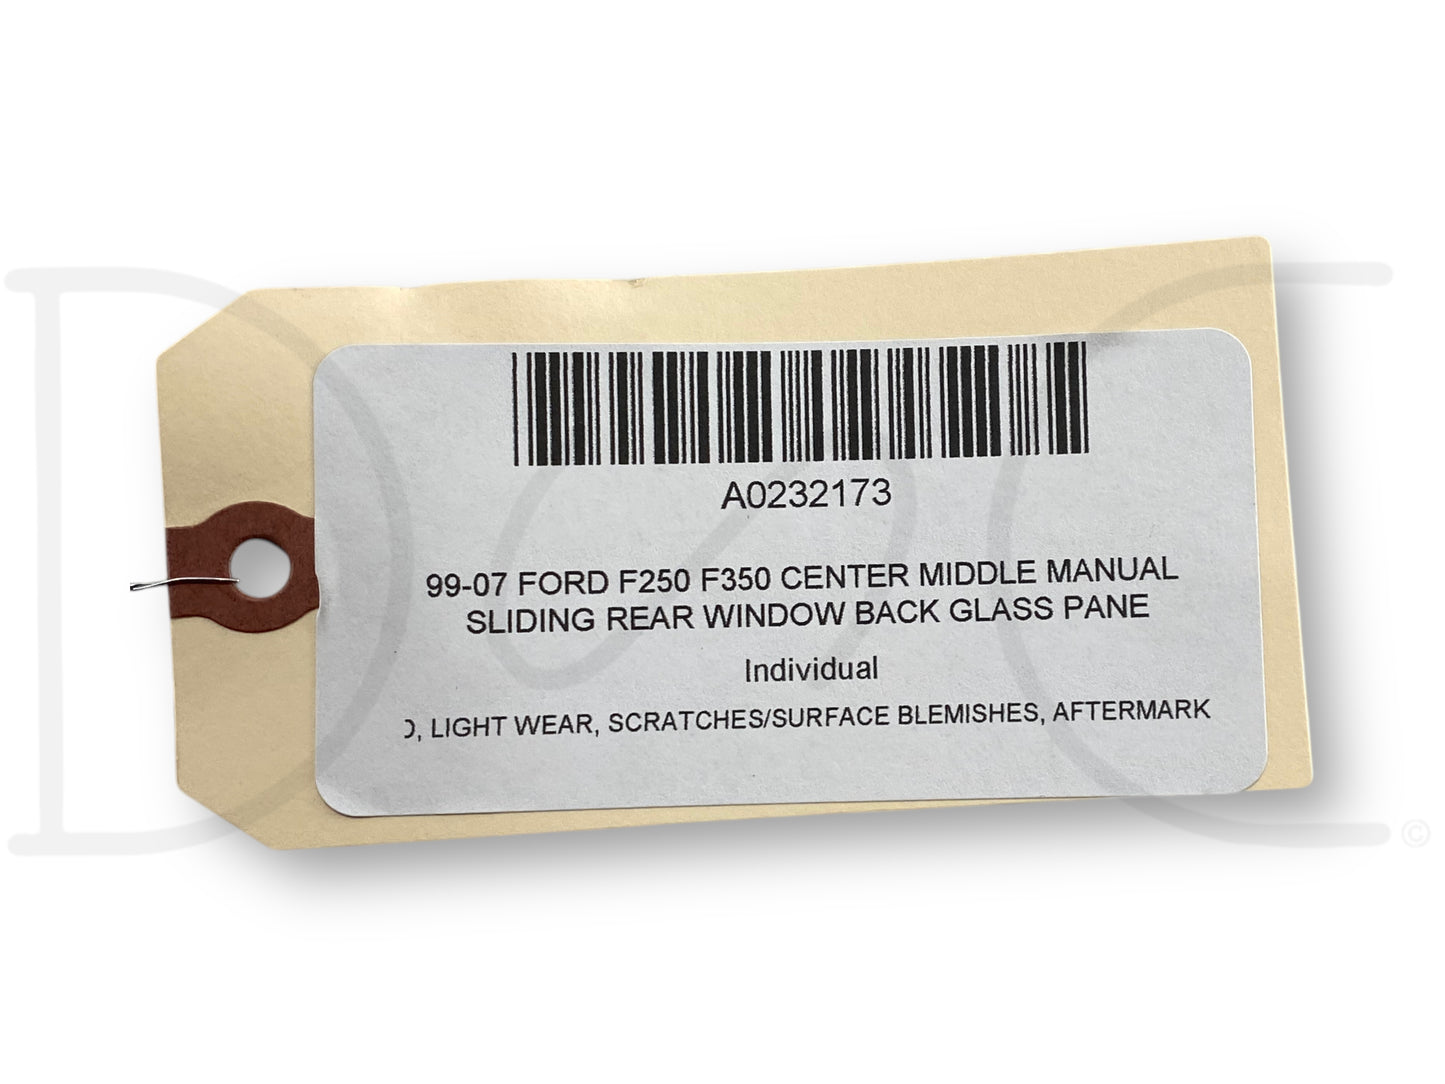 A0232173
99-07 FORD F250 F350 CENTER MIDDLE MANUAL
SLIDING REAR WINDOW BACK GLASS PANE
Individual
, LIGHT WEAR, SCRATCHES/SURFACE BLEMISHES, AFTERMARK
©